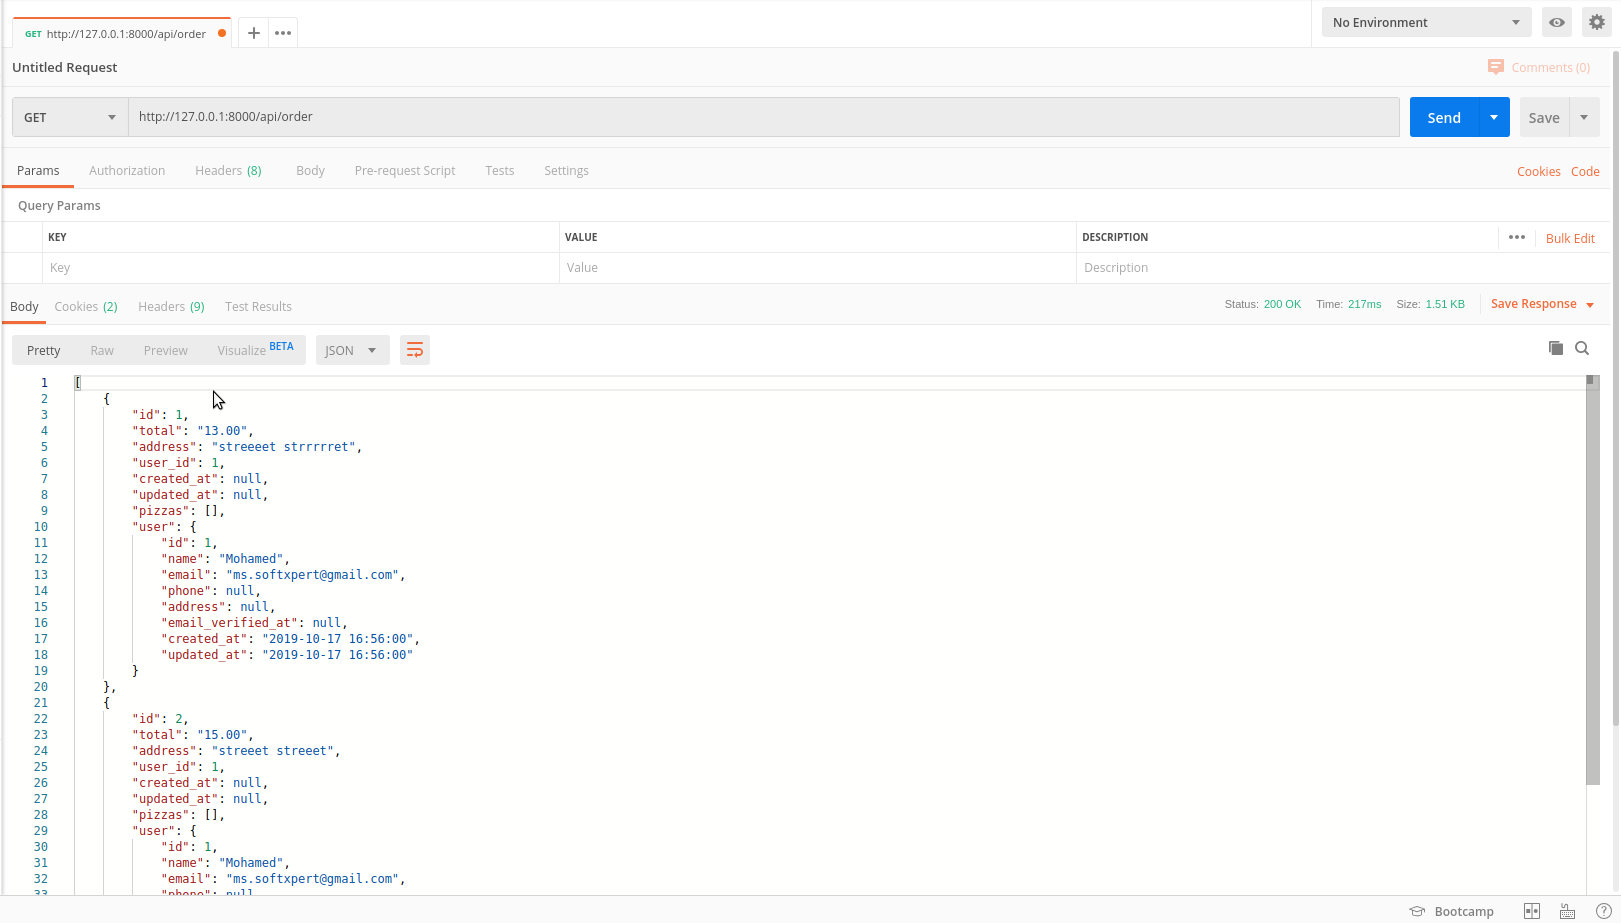 GET http://127.0.0.1:8000/api/order
No Environment
Untitled Request
Comments (0)
GET http://127.0.0.1:8000/api/order Send Save
Params Authorization Headers (8) Body Pre-request Script Tests Settings Cookies Code
Query Params
KEY VALUE DESCRIPTION Bulk Edit
Key Value Description
Body Cookies (2) Headers (9) Test Results Status: 200 OK Time: 217ms Size: 1.51 KB Save Response
Pretty Raw Preview Visualize BETA JSON
1 [
2 {
3 "id": 1,
4 "total": "13.00",
5 "address": "streeeet strrrrret",
6 "user_id": 1,
7 "created_at": null,
8 "updated_at": null,
9 "pizzas": [],
10 "user": {
11 "id": 1,
12 "name": "Mohamed",
13 "email": "ms.softxpert@gmail.com",
14 "phone": null,
15 "address": null,
16 "email_verified_at": null,
17 "created_at": "2019-10-17 16:56:00",
18 "updated_at": "2019-10-17 16:56:00"
19 }
20 },
21 {
22 "id": 2,
23 "total": "15.00",
24 "address": "streeet streeet",
25 "user_id": 1,
26 "created_at": null,
27 "updated_at": null,
28 "pizzas": [],
29 "user": {
30 "id": 1,
31 "name": "Mohamed",
32 "email": "ms.softxpert@gmail.com",
33 "phone": null
Bootcamp